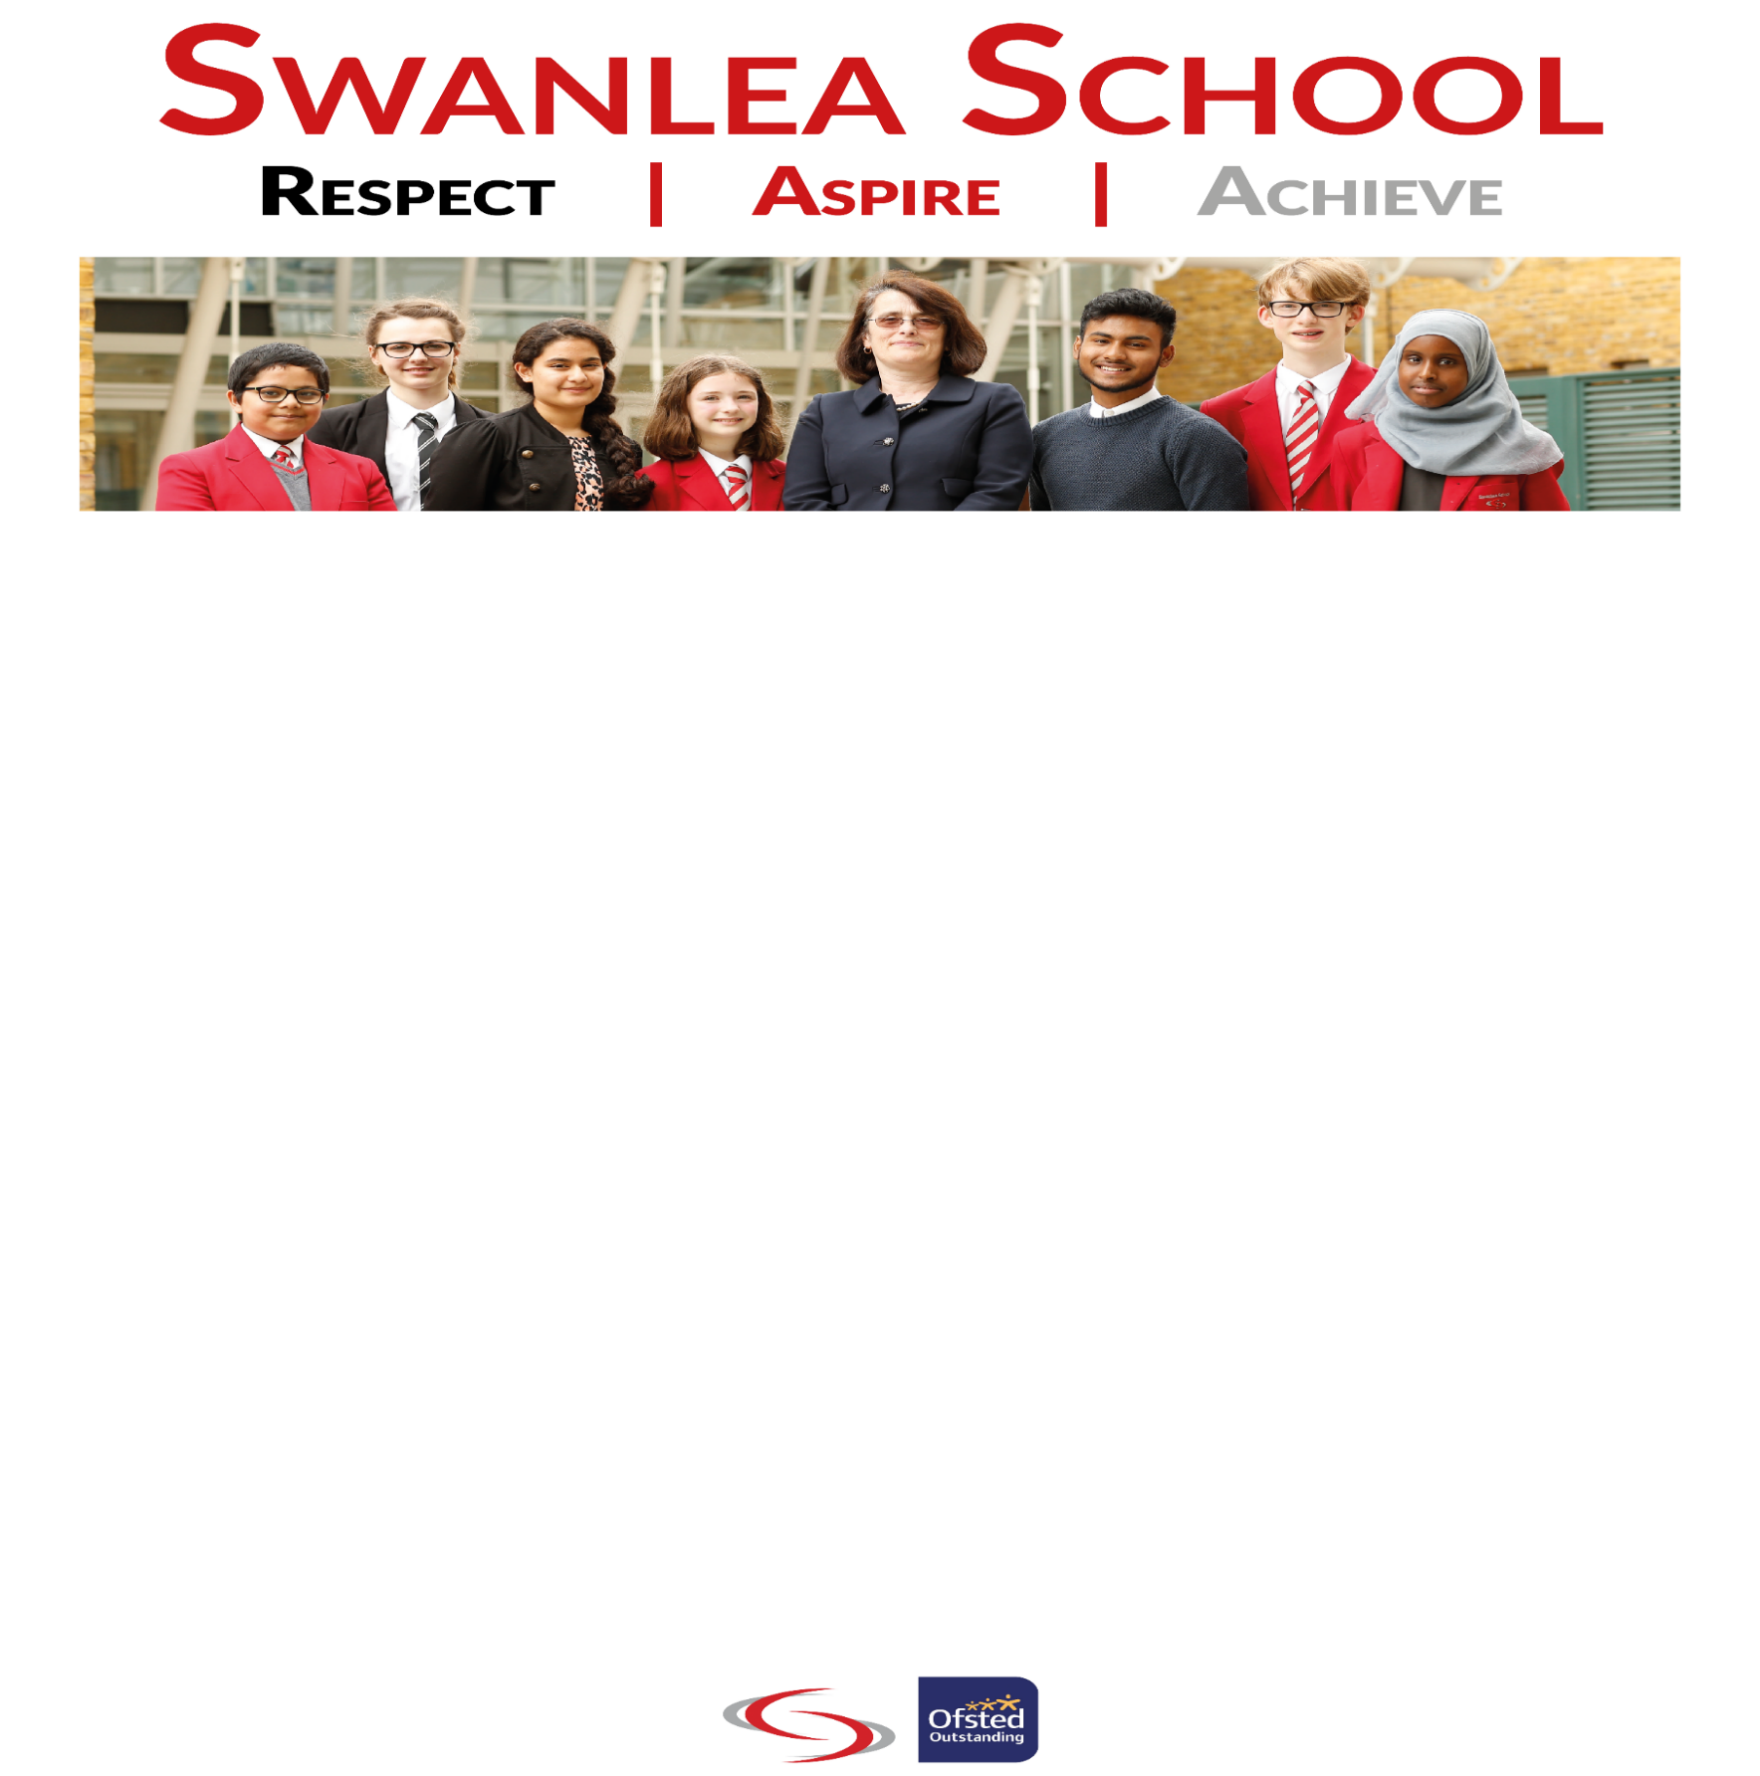 SWANLEA SCHOOL
RESPECT | ASPIRE | ACHIEVE
Ofsted
Outstanding